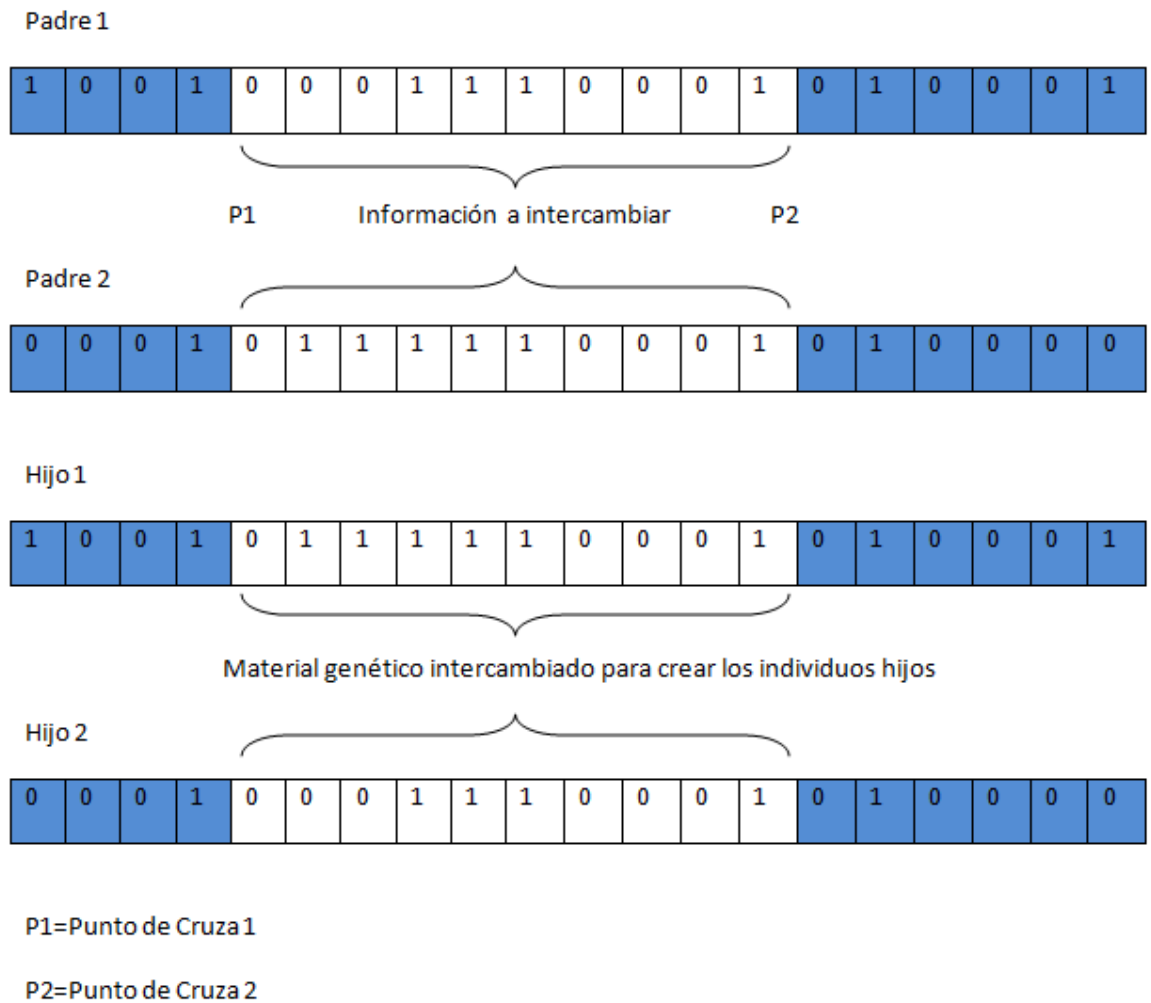 Padre 1
1 0 0 1 0 0 0 1 1 1 0 0 0 1 0 1 0 0 0 1
P1 Información a intercambiar P2
Padre 2
0 0 0 1 0 1 1 1 1 1 0 0 0 1 0 1 0 0 0 0
Hijo 1
1 0 0 1 0 1 1 1 1 1 0 0 0 1 0 1 0 0 0 1
Material genético intercambiado para crear los individuos hijos
Hijo 2
0 0 0 1 0 0 0 1 1 1 0 0 0 1 0 1 0 0 0 0
P1=Punto de Cruza 1
P2=Punto de Cruza 2